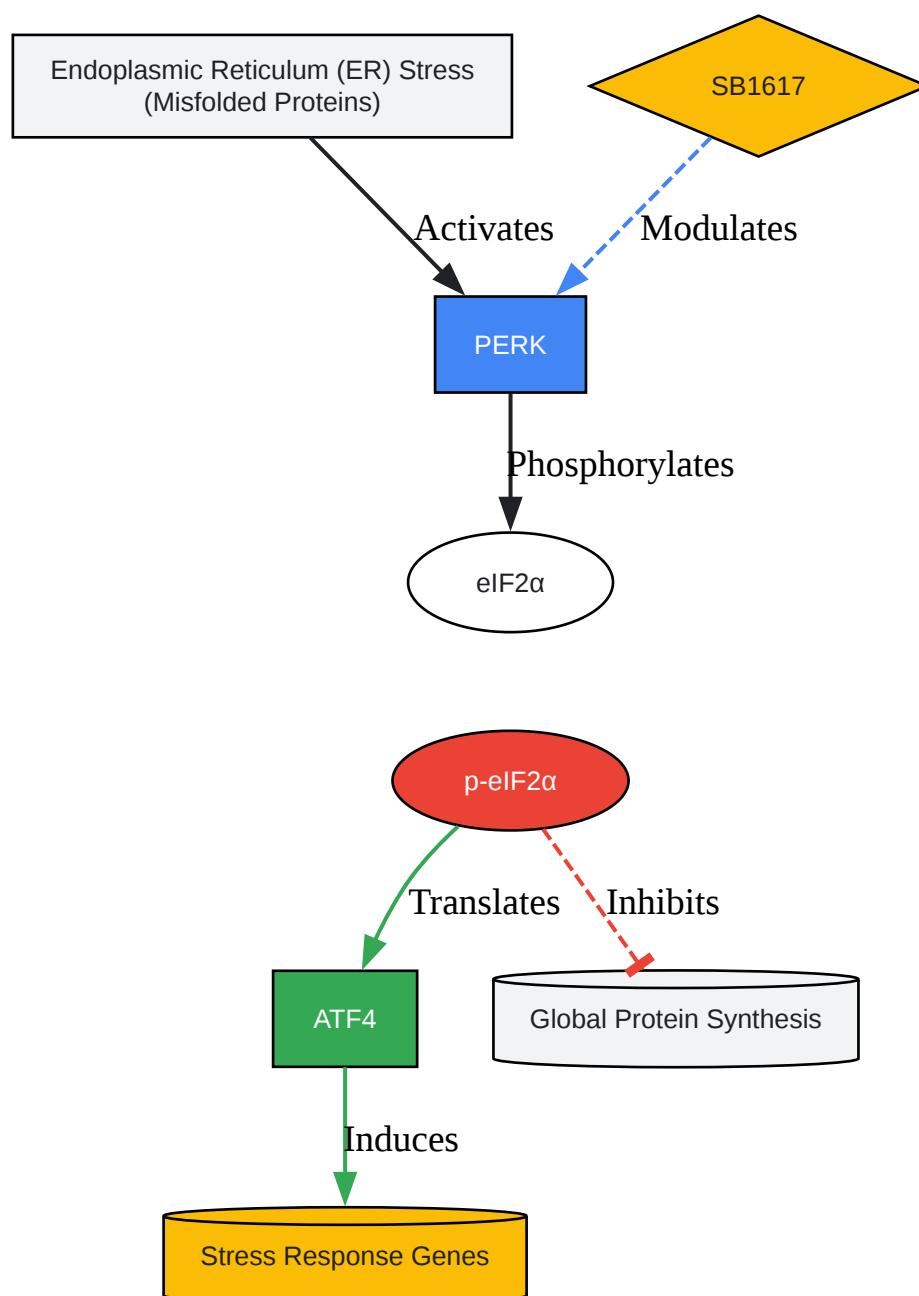 Endoplasmic Reticulum (ER) Stress
(Misfolded Proteins)
SB1617
Activates
Modulates
PERK
Phosphorylates
eIF2α
p-eIF2α
Translates
Inhibits
ATF4
Global Protein Synthesis
Induces
Stress Response Genes